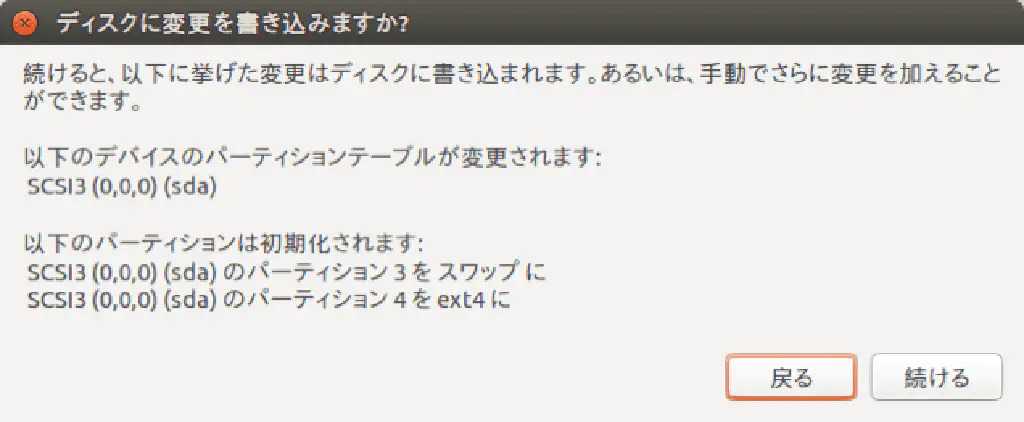 ディスクに変更を書き込みますか?
続けると、以下に挙げた変更はディスクに書き込まれます。あるいは、手動でさらに変更を加えること
ができます。
以下のデバイスのパーティションテーブルが変更されます:
SCSI3 (0,0,0) (sda)
以下のパーティションは初期化されます:
SCSI3 (0,0,0) (sda) のパーティション 3 を スワップ に
SCSI3 (0,0,0) (sda) のパーティション 4 を ext4 に
戻る 続ける